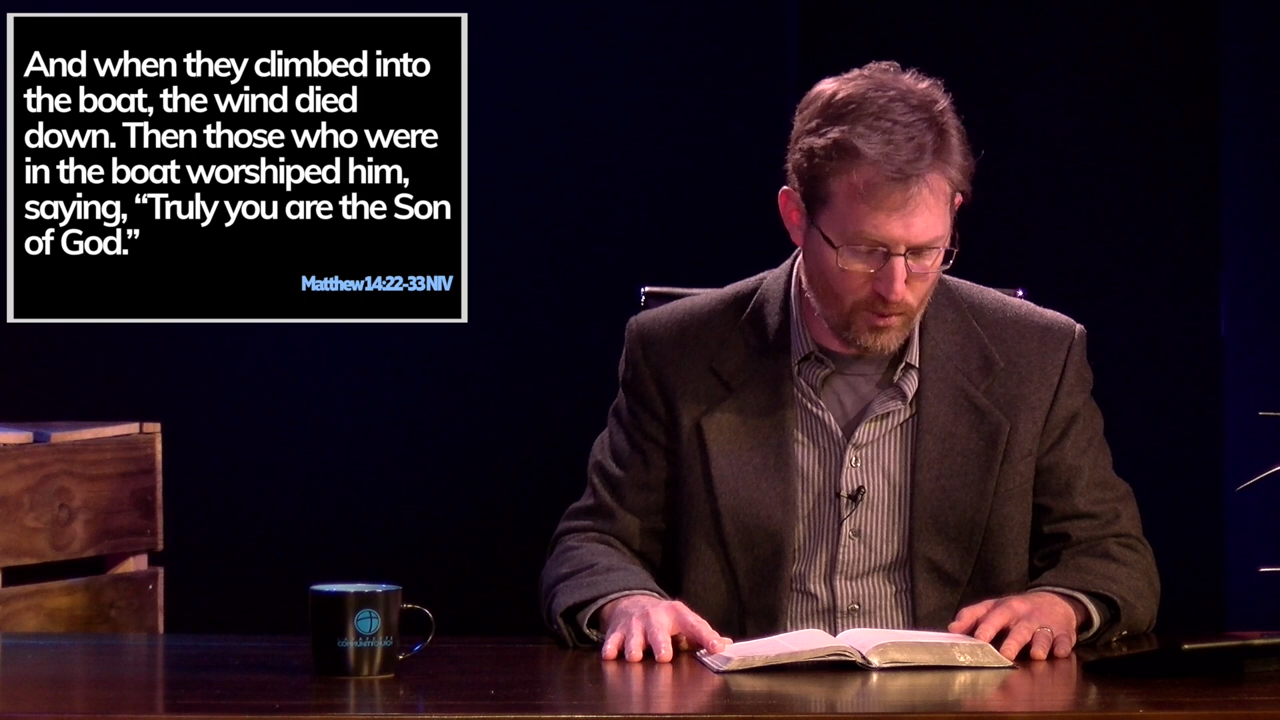 And when they climbed into
the boat, the wind died
down. Then those who were
in the boat worshiped him,
saying, “Truly you are the Son
of God.”
Matthew 14:22-33 NIV